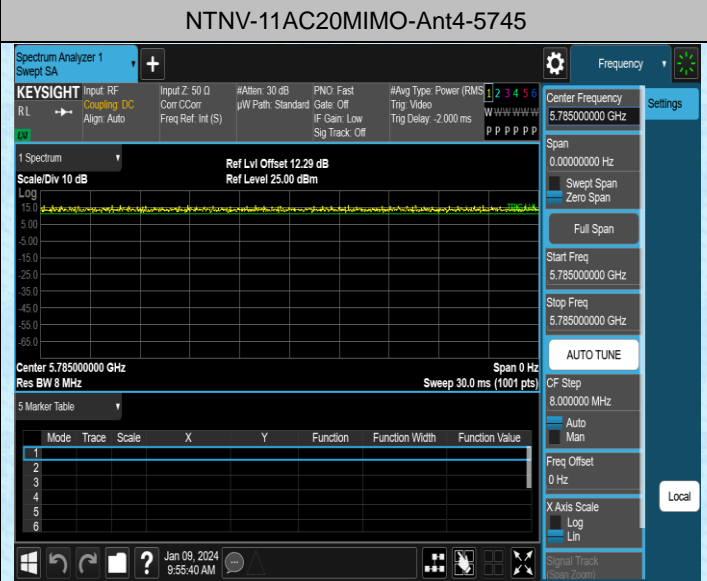 NTNV-11AC20MIMO-Ant4-5745
Spectrum Analyzer 1
Swept SA
Frequency
KEYSIGHT
RL
LXI
Input: RF
Coupling: DC
Align: Auto
Input Z: 50 Ω
Corr CCorr
Freq Ref: Int (S)
#Atten: 30 dB
µW Path: Standard
PNO: Fast
Gate: Off
IF Gain: Low
Sig Track: Off
#Avg Type: Power (RMS
Trig: Video
Trig Delay: -2.000 ms
1 2 3 4 5 6
W W W W W W
P P P P P P
1 Spectrum
Scale/Div 10 dB
Ref Lvl Offset 12.29 dB
Ref Level 25.00 dBm
Log
15.0
5.00
-5.00
-15.0
-25.0
-35.0
-45.0
-55.0
-65.0
Center 5.785000000 GHz
Res BW 8 MHz
Span 0 Hz
Sweep 30.0 ms (1001 pts)
5 Marker Table
Mode Trace Scale X Y Function Function Width Function Value
1
2
3
4
5
6
Jan 09, 2024
9:55:40 AM
Center Frequency
5.785000000 GHz
Settings
Span
0.00000000 Hz
Swept Span
Zero Span
Full Span
Start Freq
5.785000000 GHz
Stop Freq
5.785000000 GHz
AUTO TUNE
CF Step
8.000000 MHz
Auto
Man
Freq Offset
0 Hz
X Axis Scale
Log
Lin
Local
Signal Track
(Span Zoom)